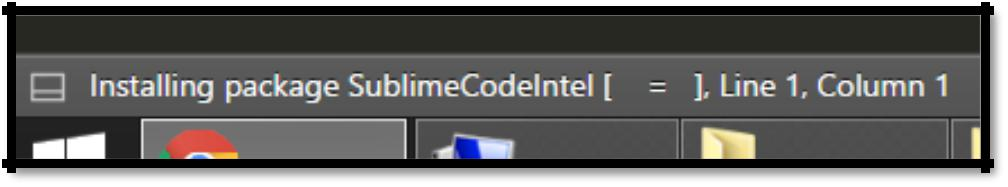 Installing package SublimeCodeIntel [    =   ], Line 1, Column 1